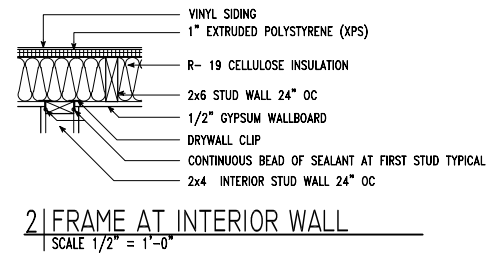 VINYL SIDING
1" EXTRUDED POLYSTYRENE (XPS)
R- 19 CELLULOSE INSULATION
2x6 STUD WALL 24" OC
1/2" GYPSUM WALLBOARD
DRYWALL CLIP
CONTINUOUS BEAD OF SEALANT AT FIRST STUD TYPICAL
2x4 INTERIOR STUD WALL 24" OC
2 FRAME AT INTERIOR WALL
SCALE 1/2" = 1'-0"